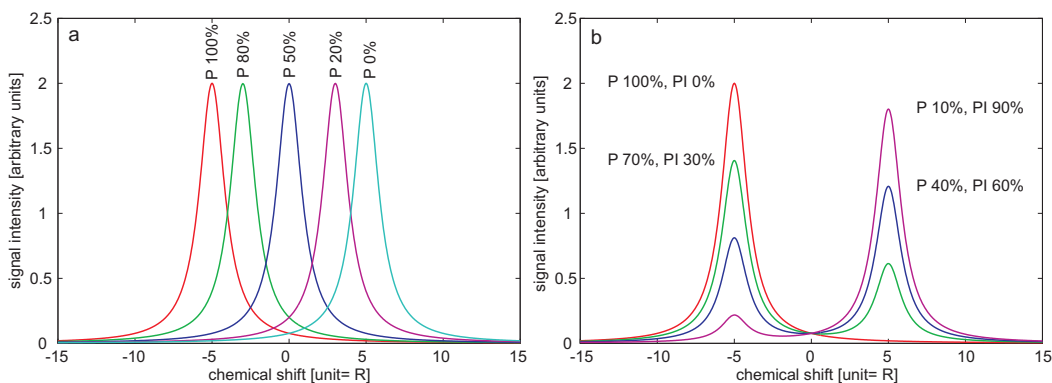 a
P 100%
P 80%
P 50%
P 20%
P 0%
2.5
2
1.5
1
0.5
0
signal intensity [arbitrary units]
-15
-10
-5
0
5
10
15
chemical shift [unit= R]
b
P 100%, PI 0%
P 10%, PI 90%
P 70%, PI 30%
P 40%, PI 60%
2.5
2
1.5
1
0.5
0
signal intensity [arbitrary units]
-15
-10
-5
0
5
10
15
chemical shift [unit= R]